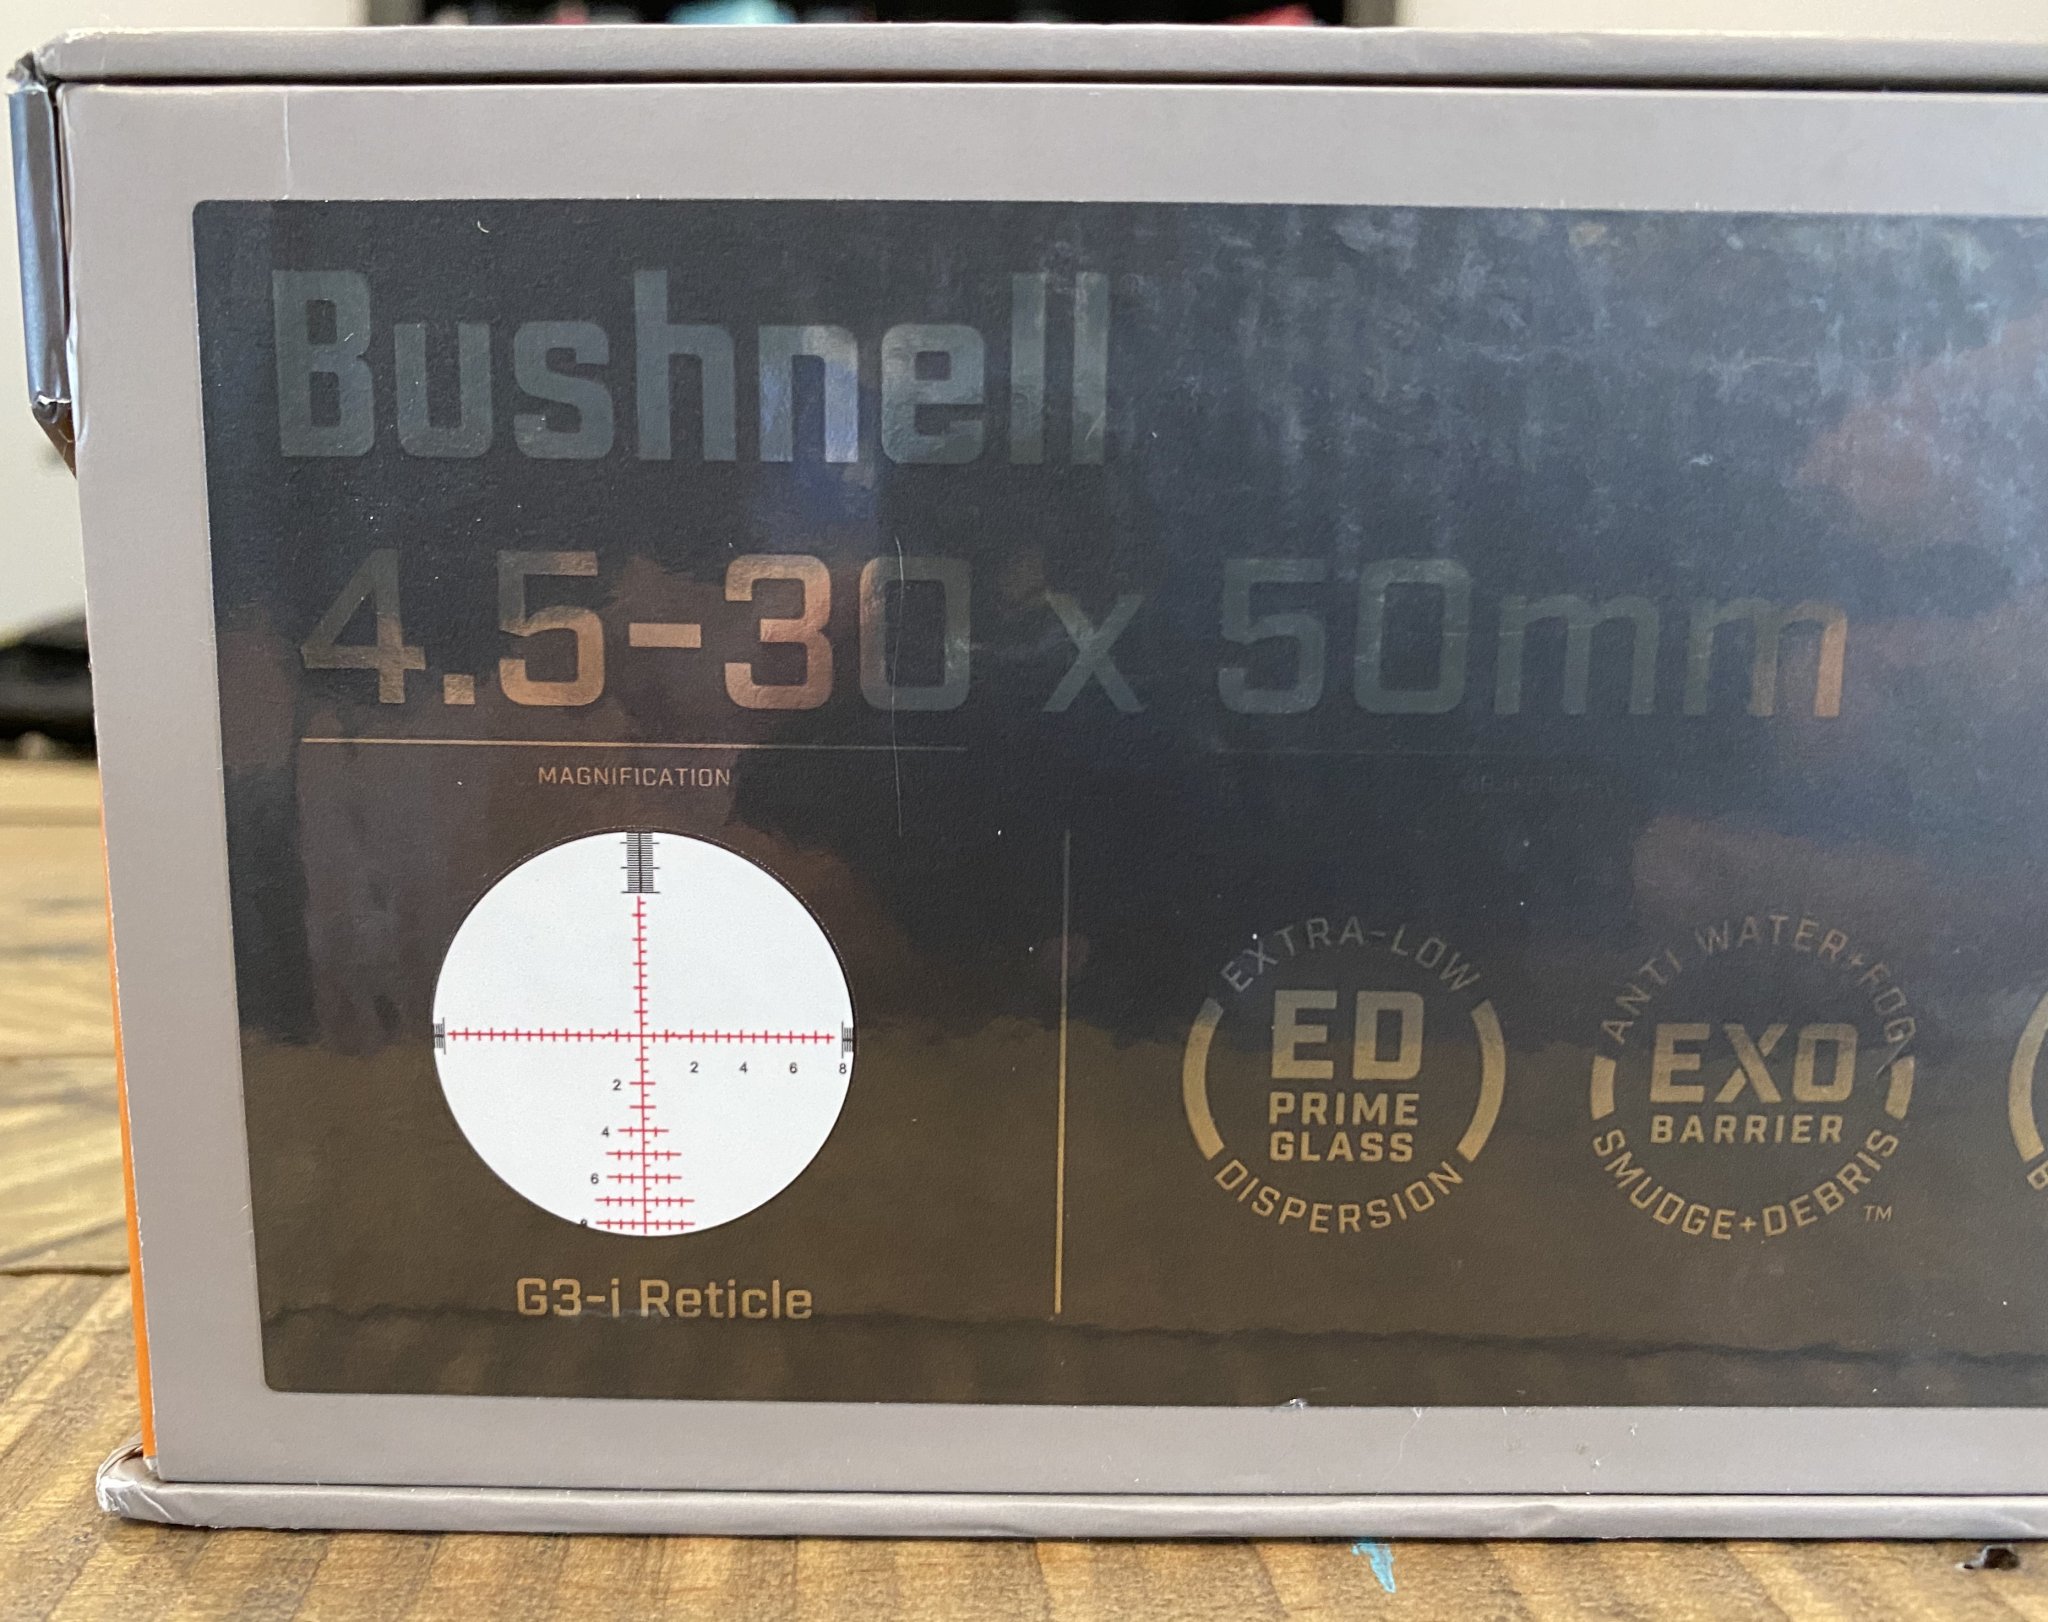 Bushnell
4.5-30 x 50mm
MAGNIFICATION
2 4 6 8
2
4
6
8
G3-i Reticle
EXTRA-LOW
ED
PRIME
GLASS
DISPERSION
ANTI WATER+FOG
EXO
BARRIER
SMUDGE+DEBRIS
TM